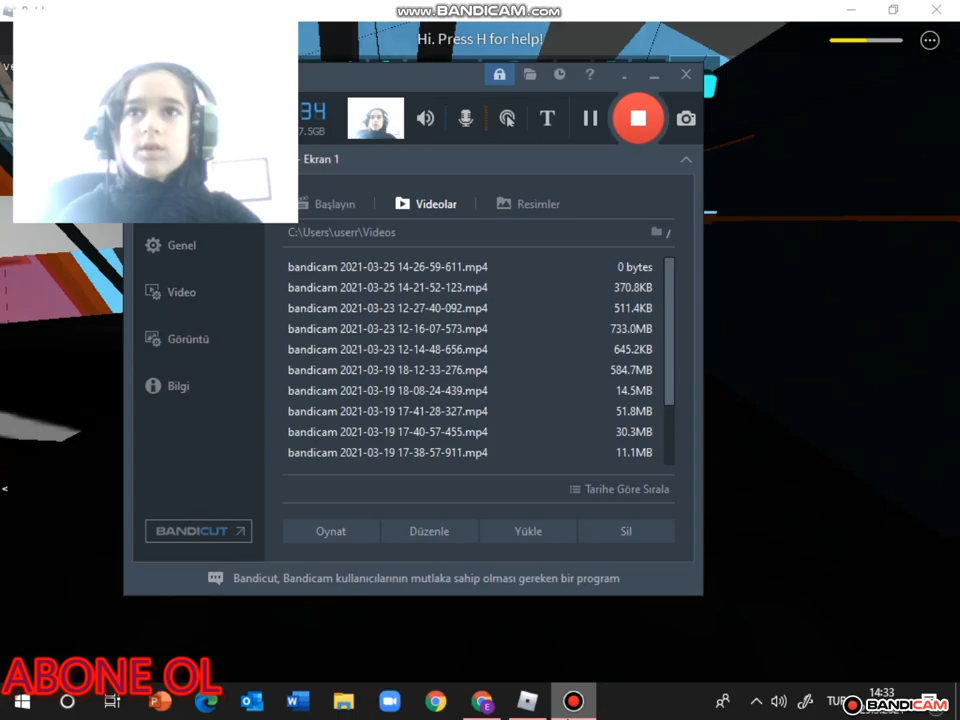 www.BANDICAM.com
Hi. Press H for help!
34
7.5GB
- Ekran 1
Başlayın
Videolar
Resimler
C:\Users\userr\Videos
/
Genel
Video
Görüntü
Bilgi
bandicam 2021-03-25 14-26-59-611.mp4 0 bytes
bandicam 2021-03-25 14-21-52-123.mp4 370.8KB
bandicam 2021-03-23 12-27-40-092.mp4 511.4KB
bandicam 2021-03-23 12-16-07-573.mp4 733.0MB
bandicam 2021-03-23 12-14-48-656.mp4 645.2KB
bandicam 2021-03-19 18-12-33-276.mp4 584.7MB
bandicam 2021-03-19 18-08-24-439.mp4 14.5MB
bandicam 2021-03-19 17-41-28-327.mp4 51.8MB
bandicam 2021-03-19 17-40-57-455.mp4 30.3MB
bandicam 2021-03-19 17-38-57-911.mp4 11.1MB
Tarihe Göre Sırala
BANDICUT
Oynat
Düzenle
Yükle
Sil
Bandicut, Bandicam kullanıcılarının mutlaka sahip olması gereken bir program
ABONE OL
14:33
BANDICAM